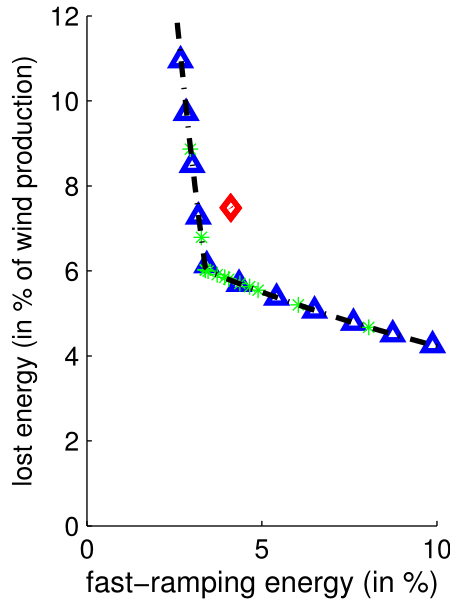 lost energy (in % of wind production)
12
10
8
6
4
2
0
0 5 10
fast−ramping energy (in %)